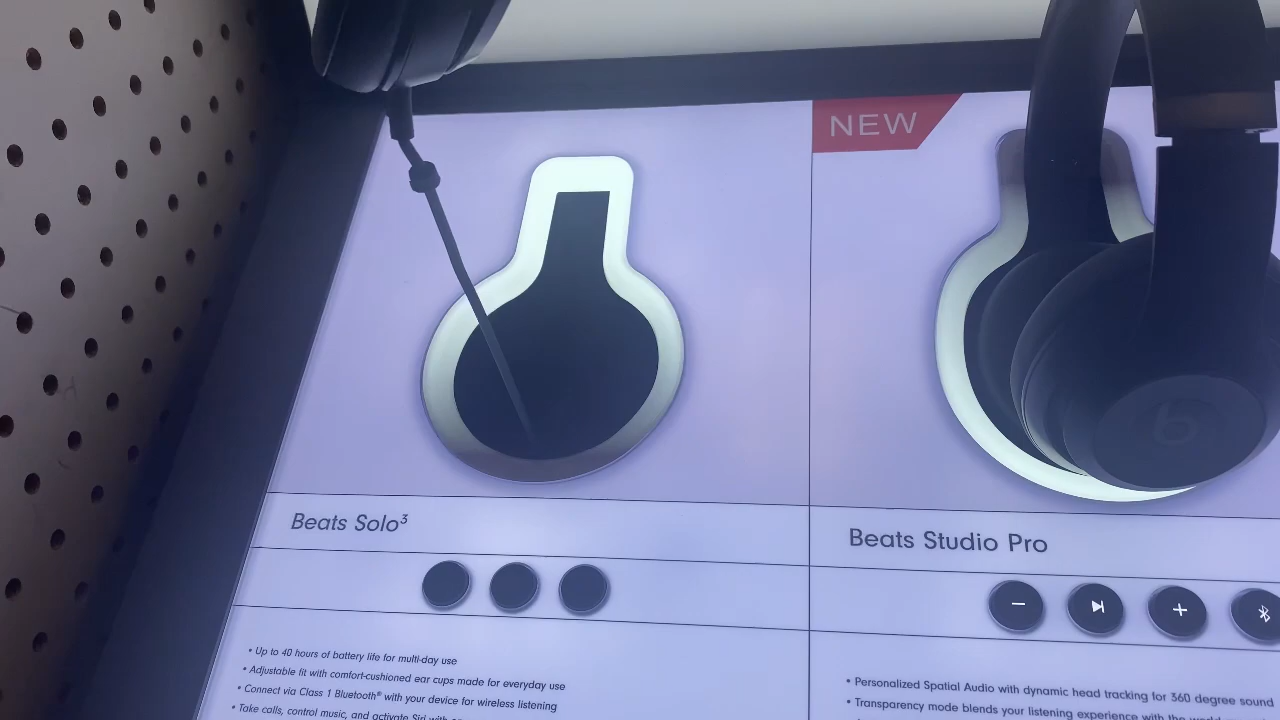 NEW
Beats Solo³
Beats Studio Pro
• Up to 40 hours of battery life for multi-day use
• Adjustable fit with comfort-cushioned ear cups made for everyday use
• Connect via Class 1 Bluetooth® with your device for wireless listening
• Take calls, control music, and activate Siri with
• Personalized Spatial Audio with dynamic head tracking for 360 degree sound
• Transparency mode blends your listening experience with the